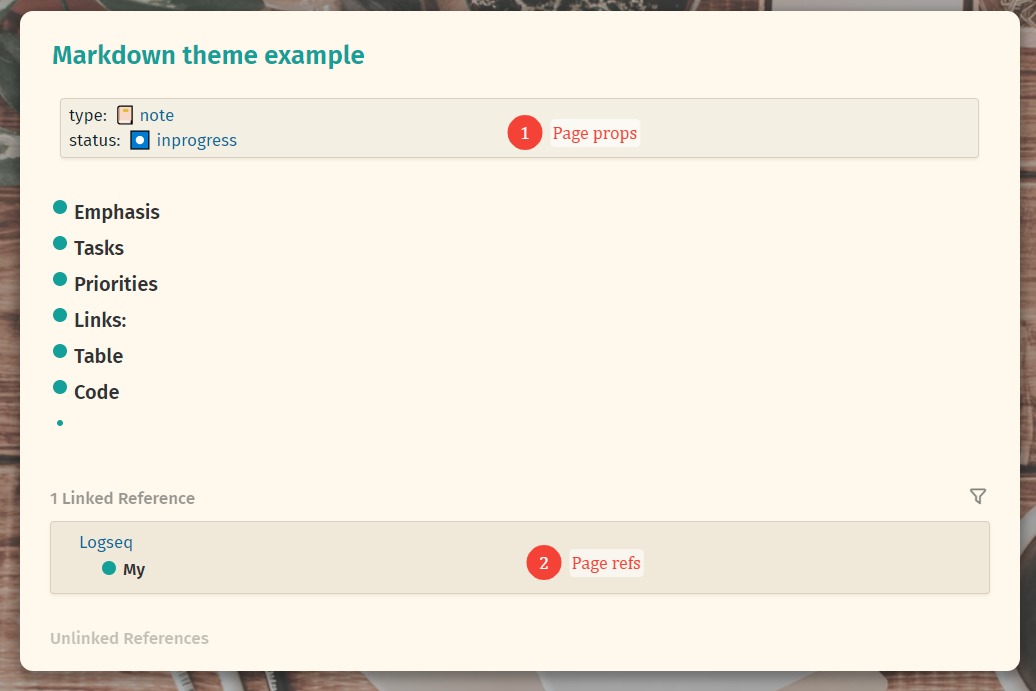 Markdown theme example
type: note
status: inprogress
1 Page props
Emphasis
Tasks
Priorities
Links:
Table
Code
1 Linked Reference
Logseq
My
2 Page refs
Unlinked References